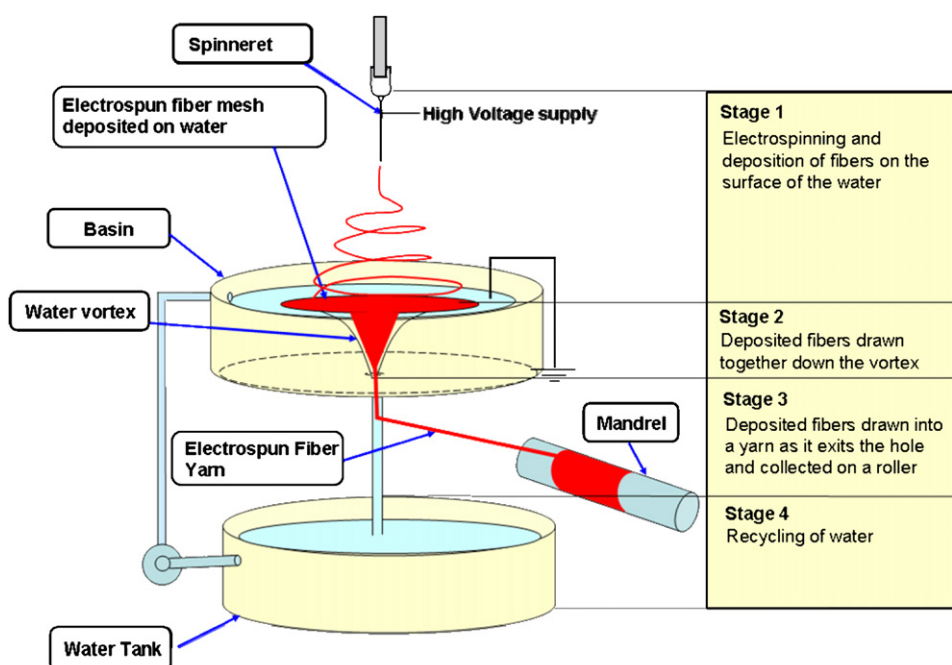 Spinneret
Electrospun fiber mesh
deposited on water
High Voltage supply
Basin
Water vortex
Electrospun Fiber
Yarn
Mandrel
Water Tank
Stage 1
Electrospinning and
deposition of fibers on the
surface of the water
Stage 2
Deposited fibers drawn
together down the vortex
Stage 3
Deposited fibers drawn into
a yarn as it exits the hole
and collected on a roller
Stage 4
Recycling of water